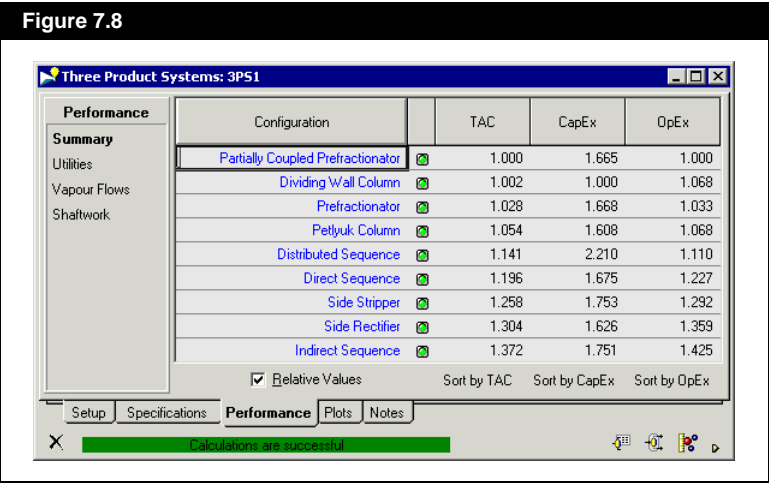 Figure 7.8
Three Product Systems: 3PS1
Performance
Summary
Utilities
Vapour Flows
Shaftwork
Configuration TAC CapEx OpEx
Partially Coupled Prefractionator 1.000 1.665 1.000
Dividing Wall Column 1.002 1.000 1.068
Prefractionator 1.028 1.668 1.033
Petlyuk Column 1.054 1.608 1.068
Distributed Sequence 1.141 2.210 1.110
Direct Sequence 1.196 1.675 1.227
Side Stripper 1.258 1.753 1.292
Side Rectifier 1.304 1.626 1.359
Indirect Sequence 1.372 1.751 1.425
Relative Values Sort by TAC Sort by CapEx Sort by OpEx
Setup Specifications Performance Plots Notes
Calculations are successful